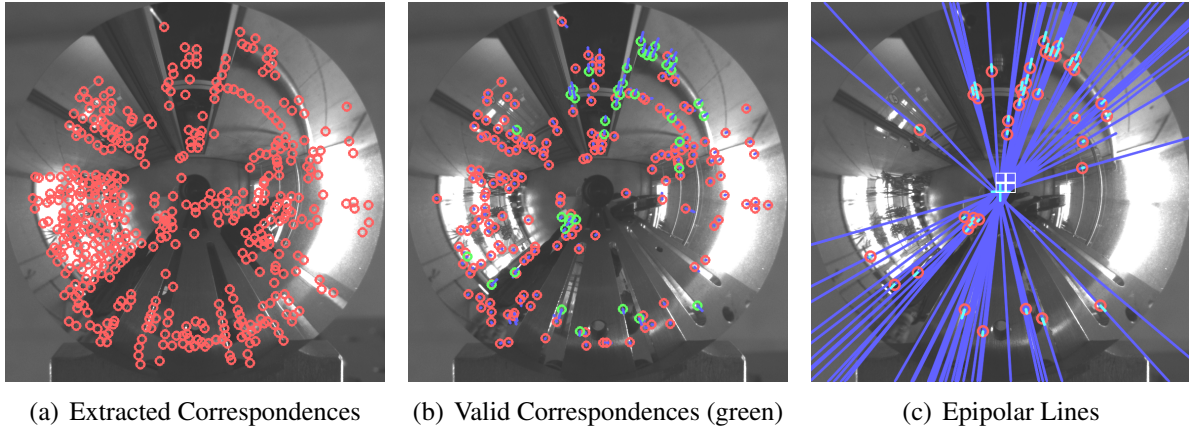 (a) Extracted Correspondences
(b) Valid Correspondences (green)
(c) Epipolar Lines